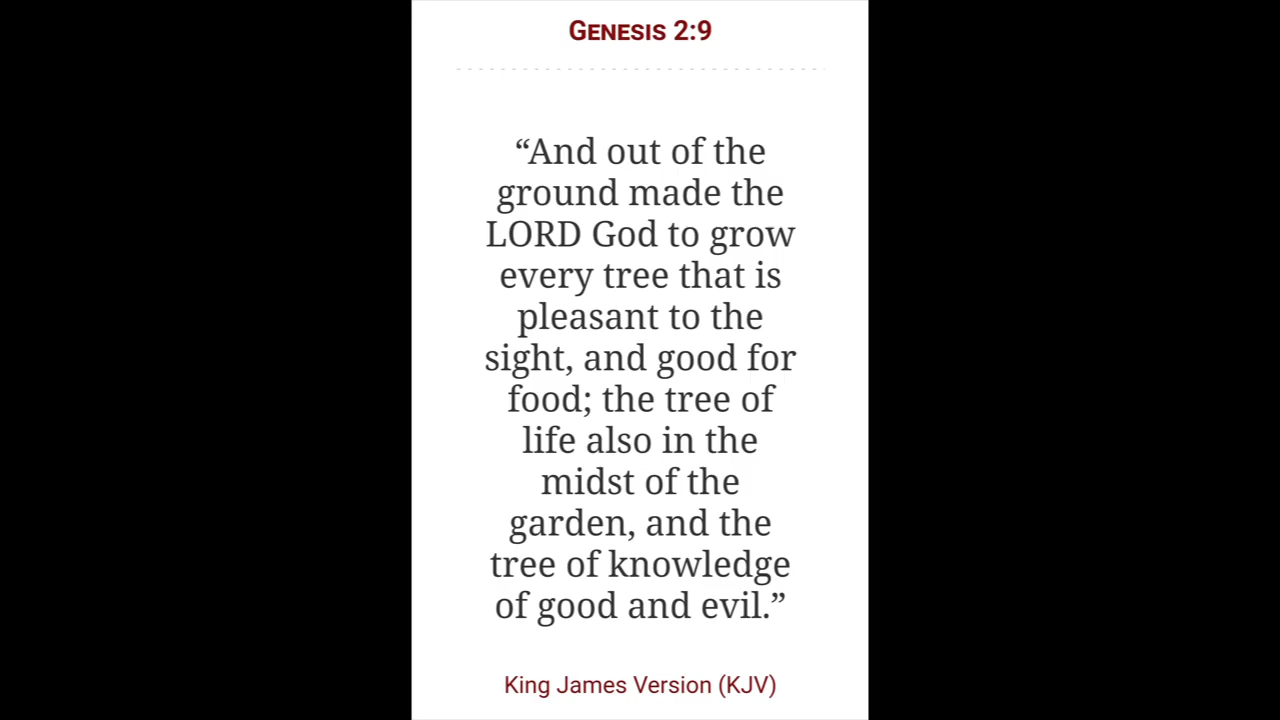 Genesis 2:9
“And out of the
ground made the
LORD God to grow
every tree that is
pleasant to the
sight, and good for
food; the tree of
life also in the
midst of the
garden, and the
tree of knowledge
of good and evil.”
King James Version (KJV)